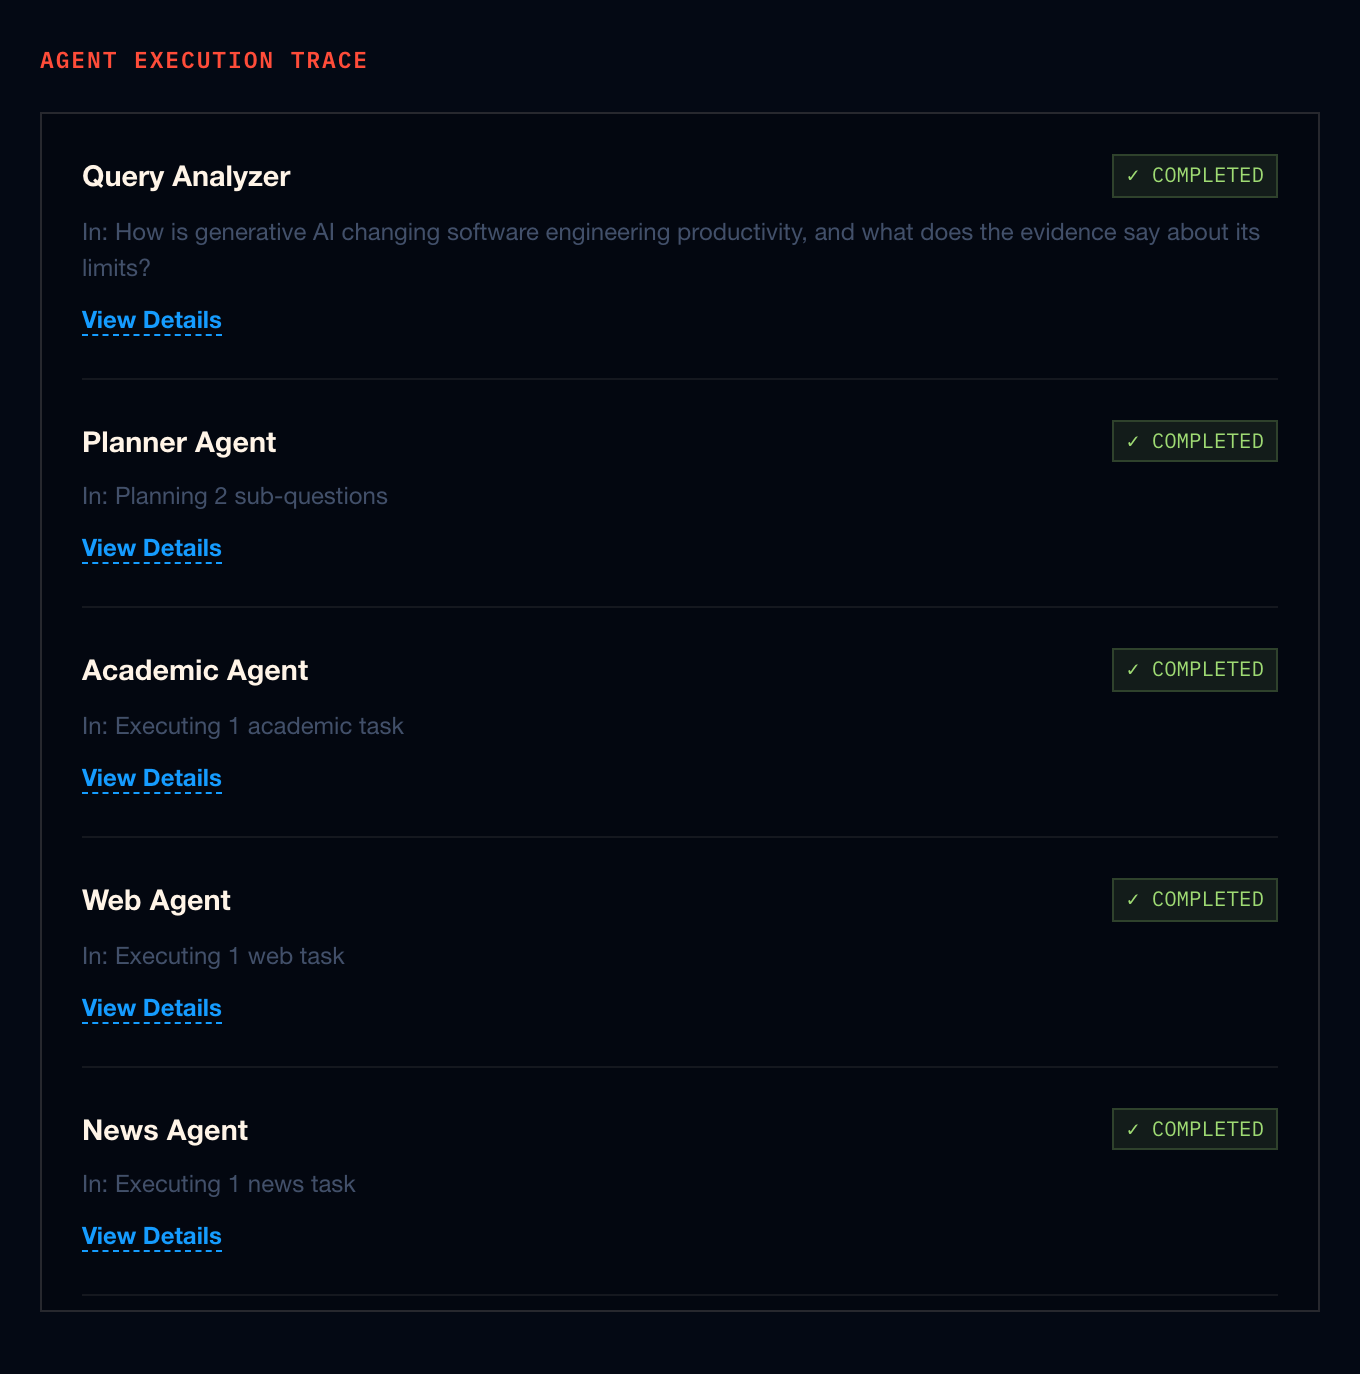 AGENT EXECUTION TRACE
Query Analyzer
✓ COMPLETED
In: How is generative AI changing software engineering productivity, and what does the evidence say about its
limits?
View Details
Planner Agent
✓ COMPLETED
In: Planning 2 sub-questions
View Details
Academic Agent
✓ COMPLETED
In: Executing 1 academic task
View Details
Web Agent
✓ COMPLETED
In: Executing 1 web task
View Details
News Agent
✓ COMPLETED
In: Executing 1 news task
View Details